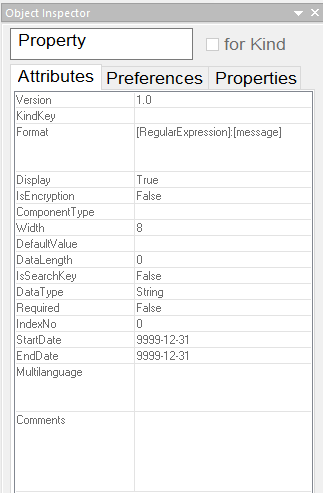 Object Inspector
Property
for Kind
Attributes Preferences Properties
Version 1.0
KindKey
Format [RegularExpression]:[message]
Display True
IsEncryption False
ComponentType
Width 8
DefaultValue
DataLength 0
IsSearchKey False
DataType String
Required False
IndexNo 0
StartDate 9999-12-31
EndDate 9999-12-31
Multilanguage
Comments